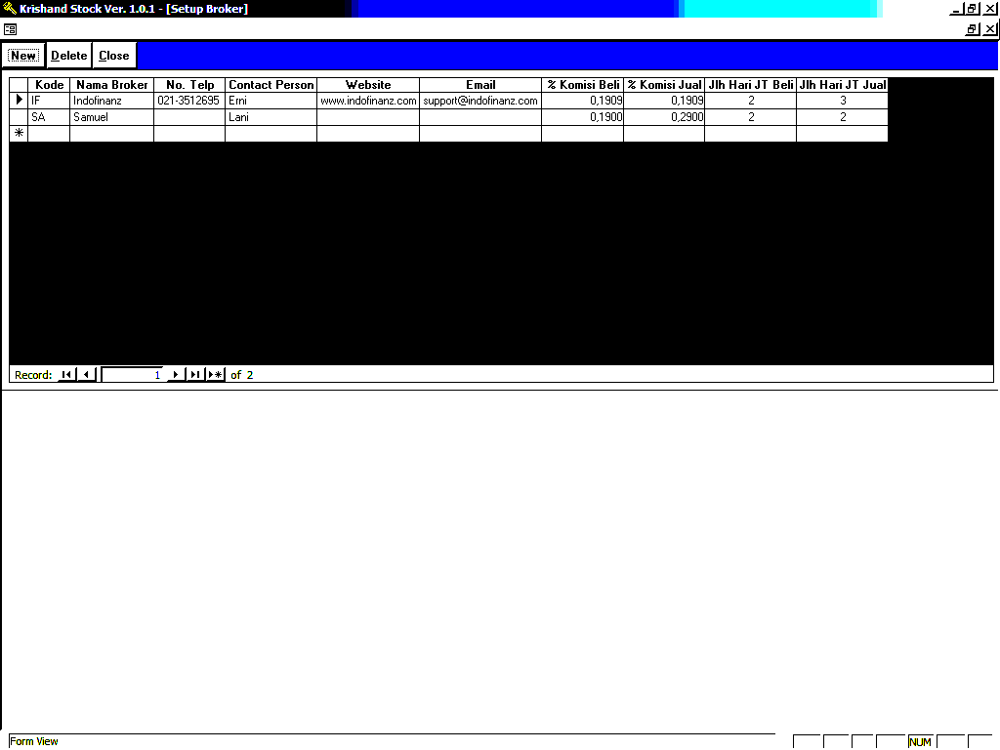 Krishand Stock Ver. 1.0.1 - [Setup Broker]
New Delete Close
Kode Nama Broker No. Telp Contact Person Website Email % Komisi Beli % Komisi Jual Jlh Hari JT Beli Jlh Hari JT Jual
IF Indofinanz 021-3512695 Erni www.indofinanz.com support@indofinanz.com 0,1909 0,1909 2 3
SA Samuel Lani 0,1900 0,2900 2 2
Record: 1 of 2
Form View NUM